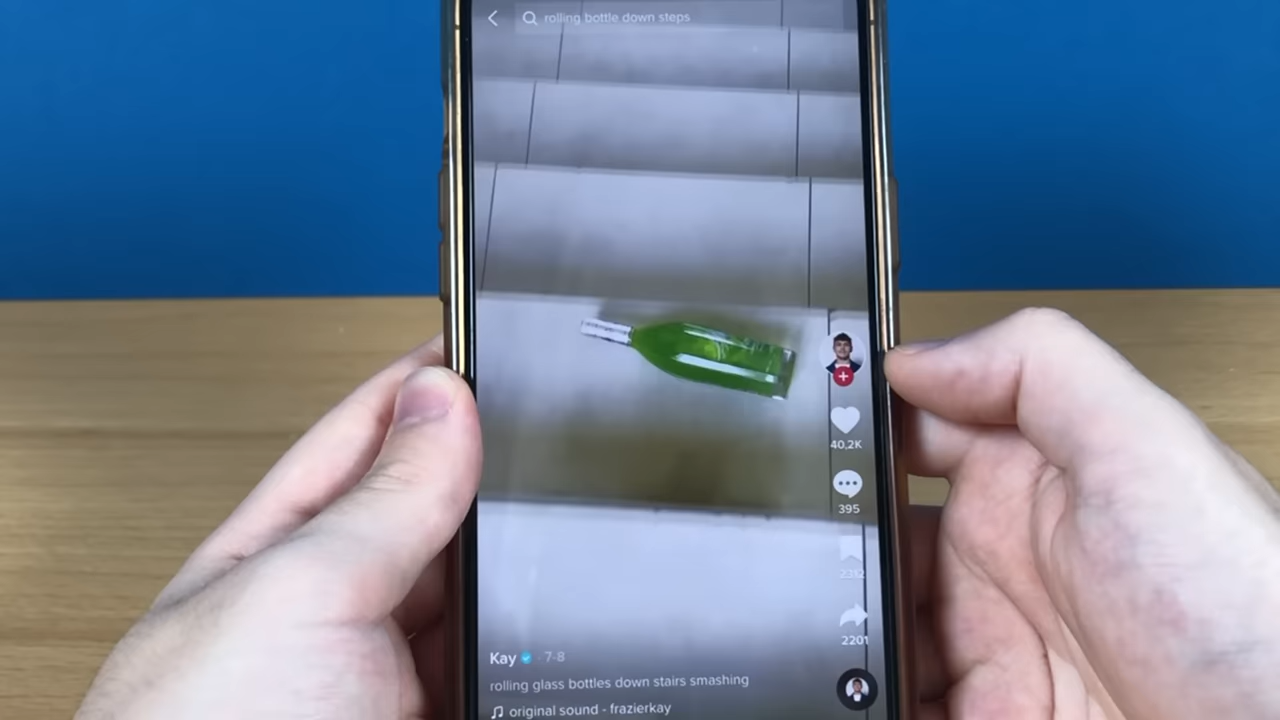 rolling bottle down steps
40,2K
395
2312
2201
Kay · 7-8
rolling glass bottles down stairs smashing
original sound - frazierkay